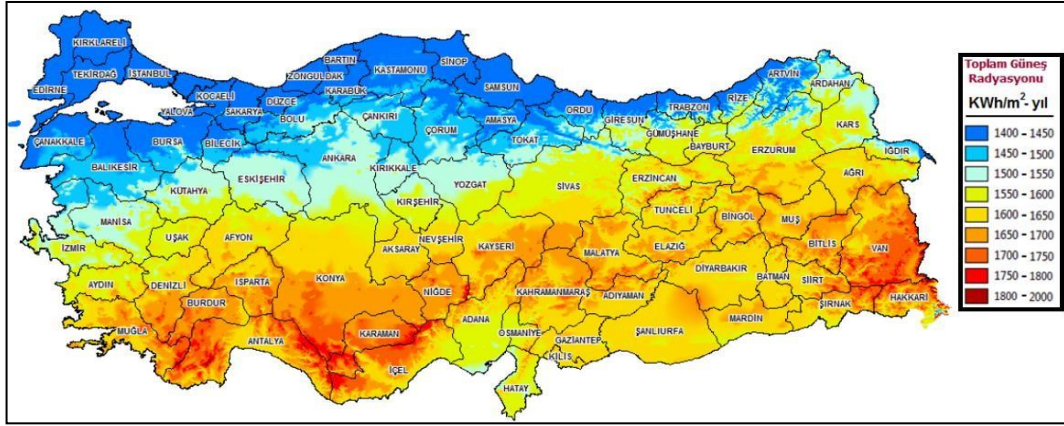 KIRKLARELİ
TEKİRDAĞ
İSTANBUL
EDİRNE
KOCAELİ
YALOVA
SAKARYA
DÜZCE
ZONGULDAK
BARTIN
KARABÜK
KASTAMONU
SİNOP
SAMSUN
ORDU
GİRESUN
TRABZON
RİZE
ARTVİN
ARDAHAN
ÇANAKKALE
BURSA
BİLECİK
BOLU
ÇANKIRI
ÇORUM
AMASYA
TOKAT
GÜMÜŞHANE
BAYBURT
ERZURUM
KARS
IĞDIR
BALIKESİR
KÜTAHYA
ESKİŞEHİR
ANKARA
KIRIKKALE
YOZGAT
SİVAS
ERZİNCAN
AĞRI
MANİSA
KIRŞEHİR
TUNCELİ
BİNGÖL
MUŞ
İZMİR
UŞAK
AFYON
AKSARAY
NEVŞEHİR
KAYSERİ
MALATYA
ELAZIĞ
BİTLİS
VAN
AYDIN
DENİZLİ
ISPARTA
KONYA
NİĞDE
KAHRAMANMARAŞ
ADIYAMAN
DİYARBAKIR
BATMAN
SİİRT
ŞIRNAK
HAKKARİ
BURDUR
MUĞLA
ANTALYA
KARAMAN
ADANA
OSMANİYE
GAZİANTEP
ŞANLIURFA
MARDİN
İÇEL
KİLİS
HATAY
Toplam Güneş
Radyasyonu
KWh/m²- yıl
1400 - 1450
1450 - 1500
1500 - 1550
1550 - 1600
1600 - 1650
1650 - 1700
1700 - 1750
1750 - 1800
1800 - 2000